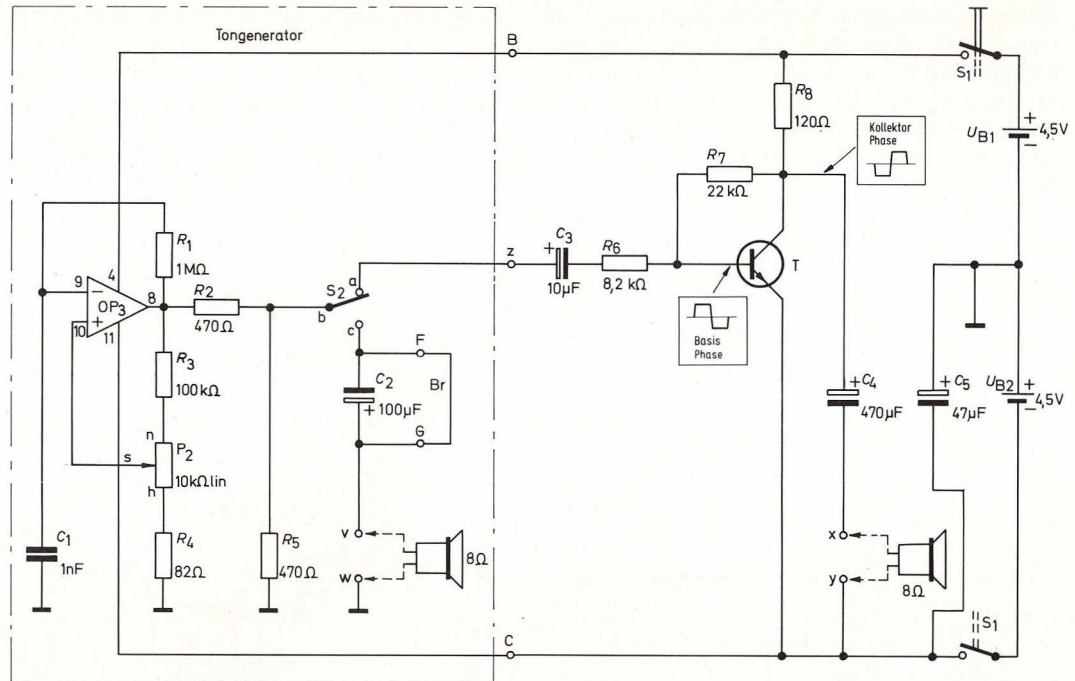 Tongenerator
B
S1
R8
120Ω
Kollektor
Phase
UB1
+
4,5V
−
R7
22 kΩ
R1
1MΩ
z
+
C3
10µF
R6
8,2 kΩ
T
4
9
−
OP3
8
+
10
11
R2
470Ω
S2
a
b
c
F
Br
G
C2
+ 100µF
Basis
Phase
R3
100kΩ
+
C4
470µF
+
C5
47µF
UB2
+
4,5V
−
n
s
P2
10kΩ lin
h
C1
1nF
R4
82Ω
R5
470Ω
v
w
8Ω
x
y
8Ω
C
S1